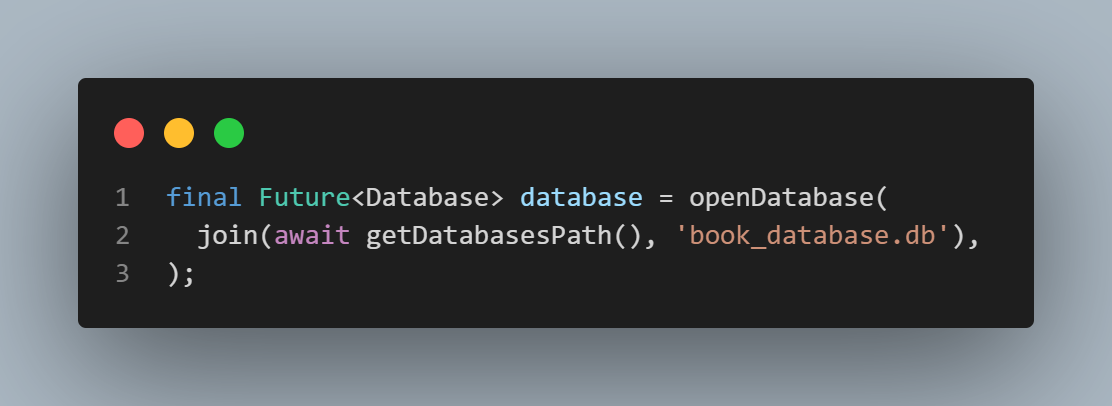 1 final Future<Database> database = openDatabase(
2 join(await getDatabasesPath(), 'book_database.db'),
3 );